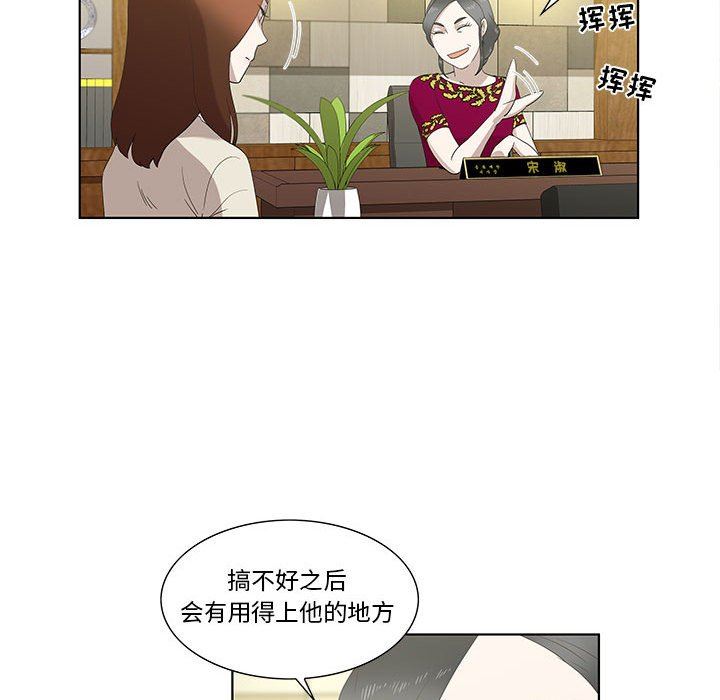 挥挥
挥挥
宋淑
搞不好之后
会有用得上他的地方